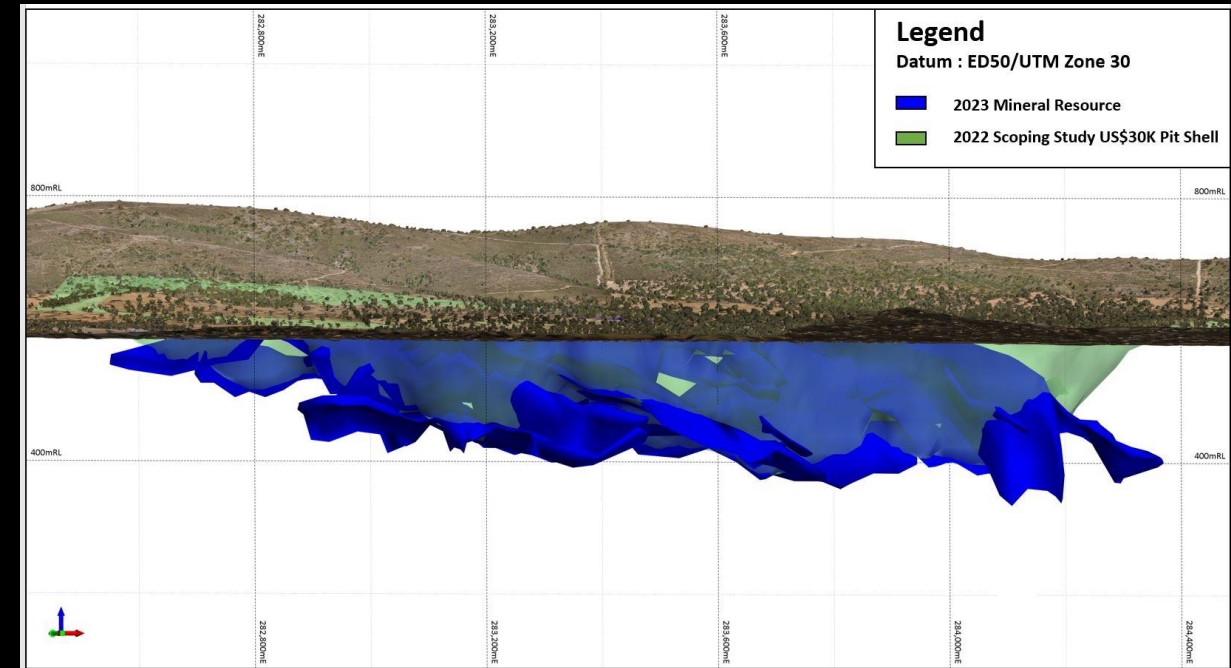 282,800mE
283,200mE
283,600mE
Legend
Datum : ED50/UTM Zone 30
2023 Mineral Resource
2022 Scoping Study US$30K Pit Shell
800mRL
800mRL
400mRL
400mRL
282,800mE
283,200mE
283,600mE
284,000mE
284,400mE